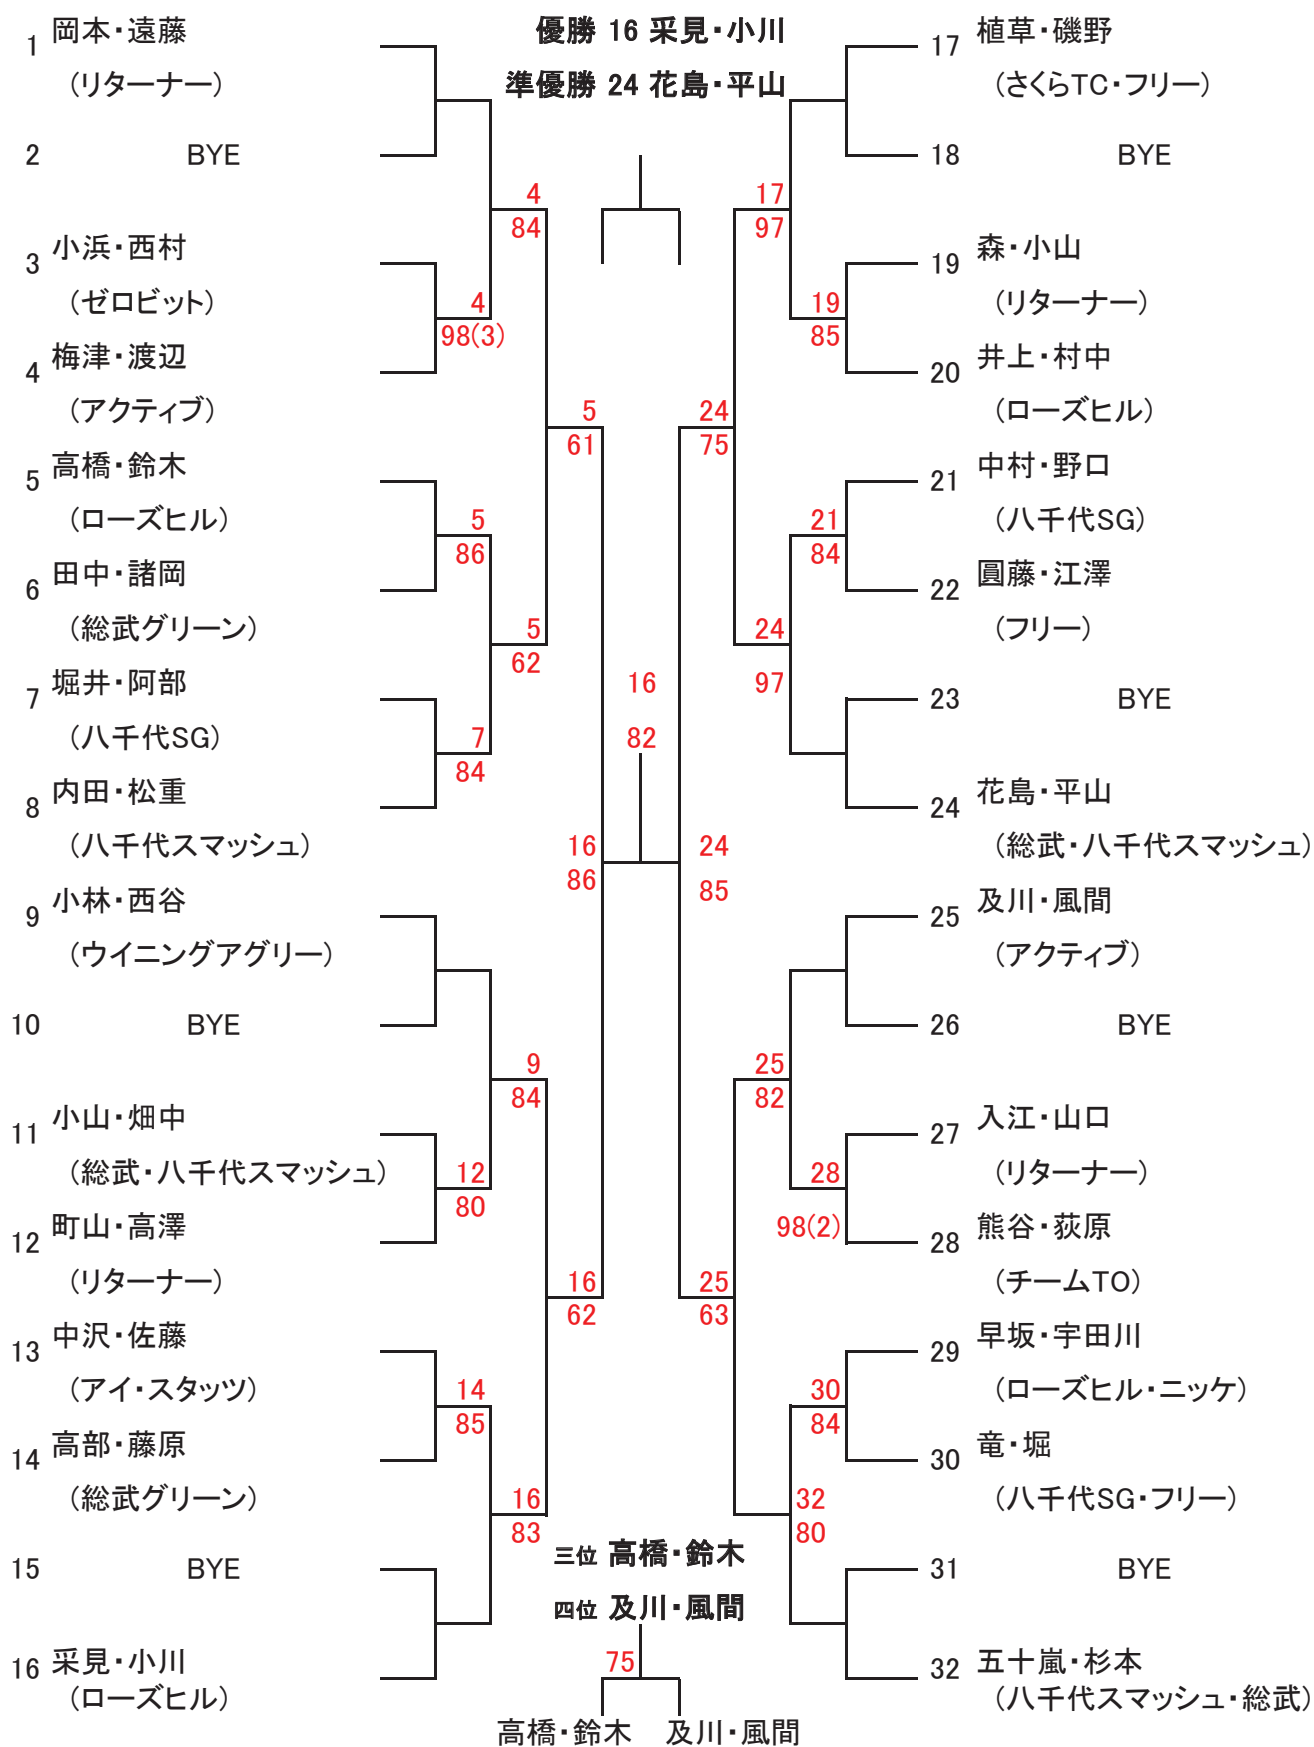 優勝 16 采見・小川
準優勝 24 花島・平山
1 岡本・遠藤
(リターナー)
2 BYE
3 小浜・西村
(ゼロビット)
4 梅津・渡辺
(アクティブ)
5 高橋・鈴木
(ローズヒル)
6 田中・諸岡
(総武グリーン)
7 堀井・阿部
(八千代SG)
8 内田・松重
(八千代スマッシュ)
9 小林・西谷
(ウイニングアグリー)
10 BYE
11 小山・畑中
(総武・八千代スマッシュ)
12 町山・高澤
(リターナー)
13 中沢・佐藤
(アイ・スタッツ)
14 高部・藤原
(総武グリーン)
15 BYE
16 采見・小川
(ローズヒル)
4
98(3)
5
86
7
84
12
80
14
85
4
84
5
62
9
84
16
83
5
61
16
62
16
86
16
82
24
85
24
75
25
63
17
97
24
97
25
82
32
80
19
85
21
84
28
98(2)
30
84
17 植草・磯野
(さくらTC・フリー)
18 BYE
19 森・小山
(リターナー)
20 井上・村中
(ローズヒル)
21 中村・野口
(八千代SG)
22 圓藤・江澤
(フリー)
23 BYE
24 花島・平山
(総武・八千代スマッシュ)
25 及川・風間
(アクティブ)
26 BYE
27 入江・山口
(リターナー)
28 熊谷・荻原
(チームTO)
29 早坂・宇田川
(ローズヒル・ニッケ)
30 竜・堀
(八千代SG・フリー)
31 BYE
32 五十嵐・杉本
(八千代スマッシュ・総武)
三位 高橋・鈴木
四位 及川・風間
75
高橋・鈴木 及川・風間